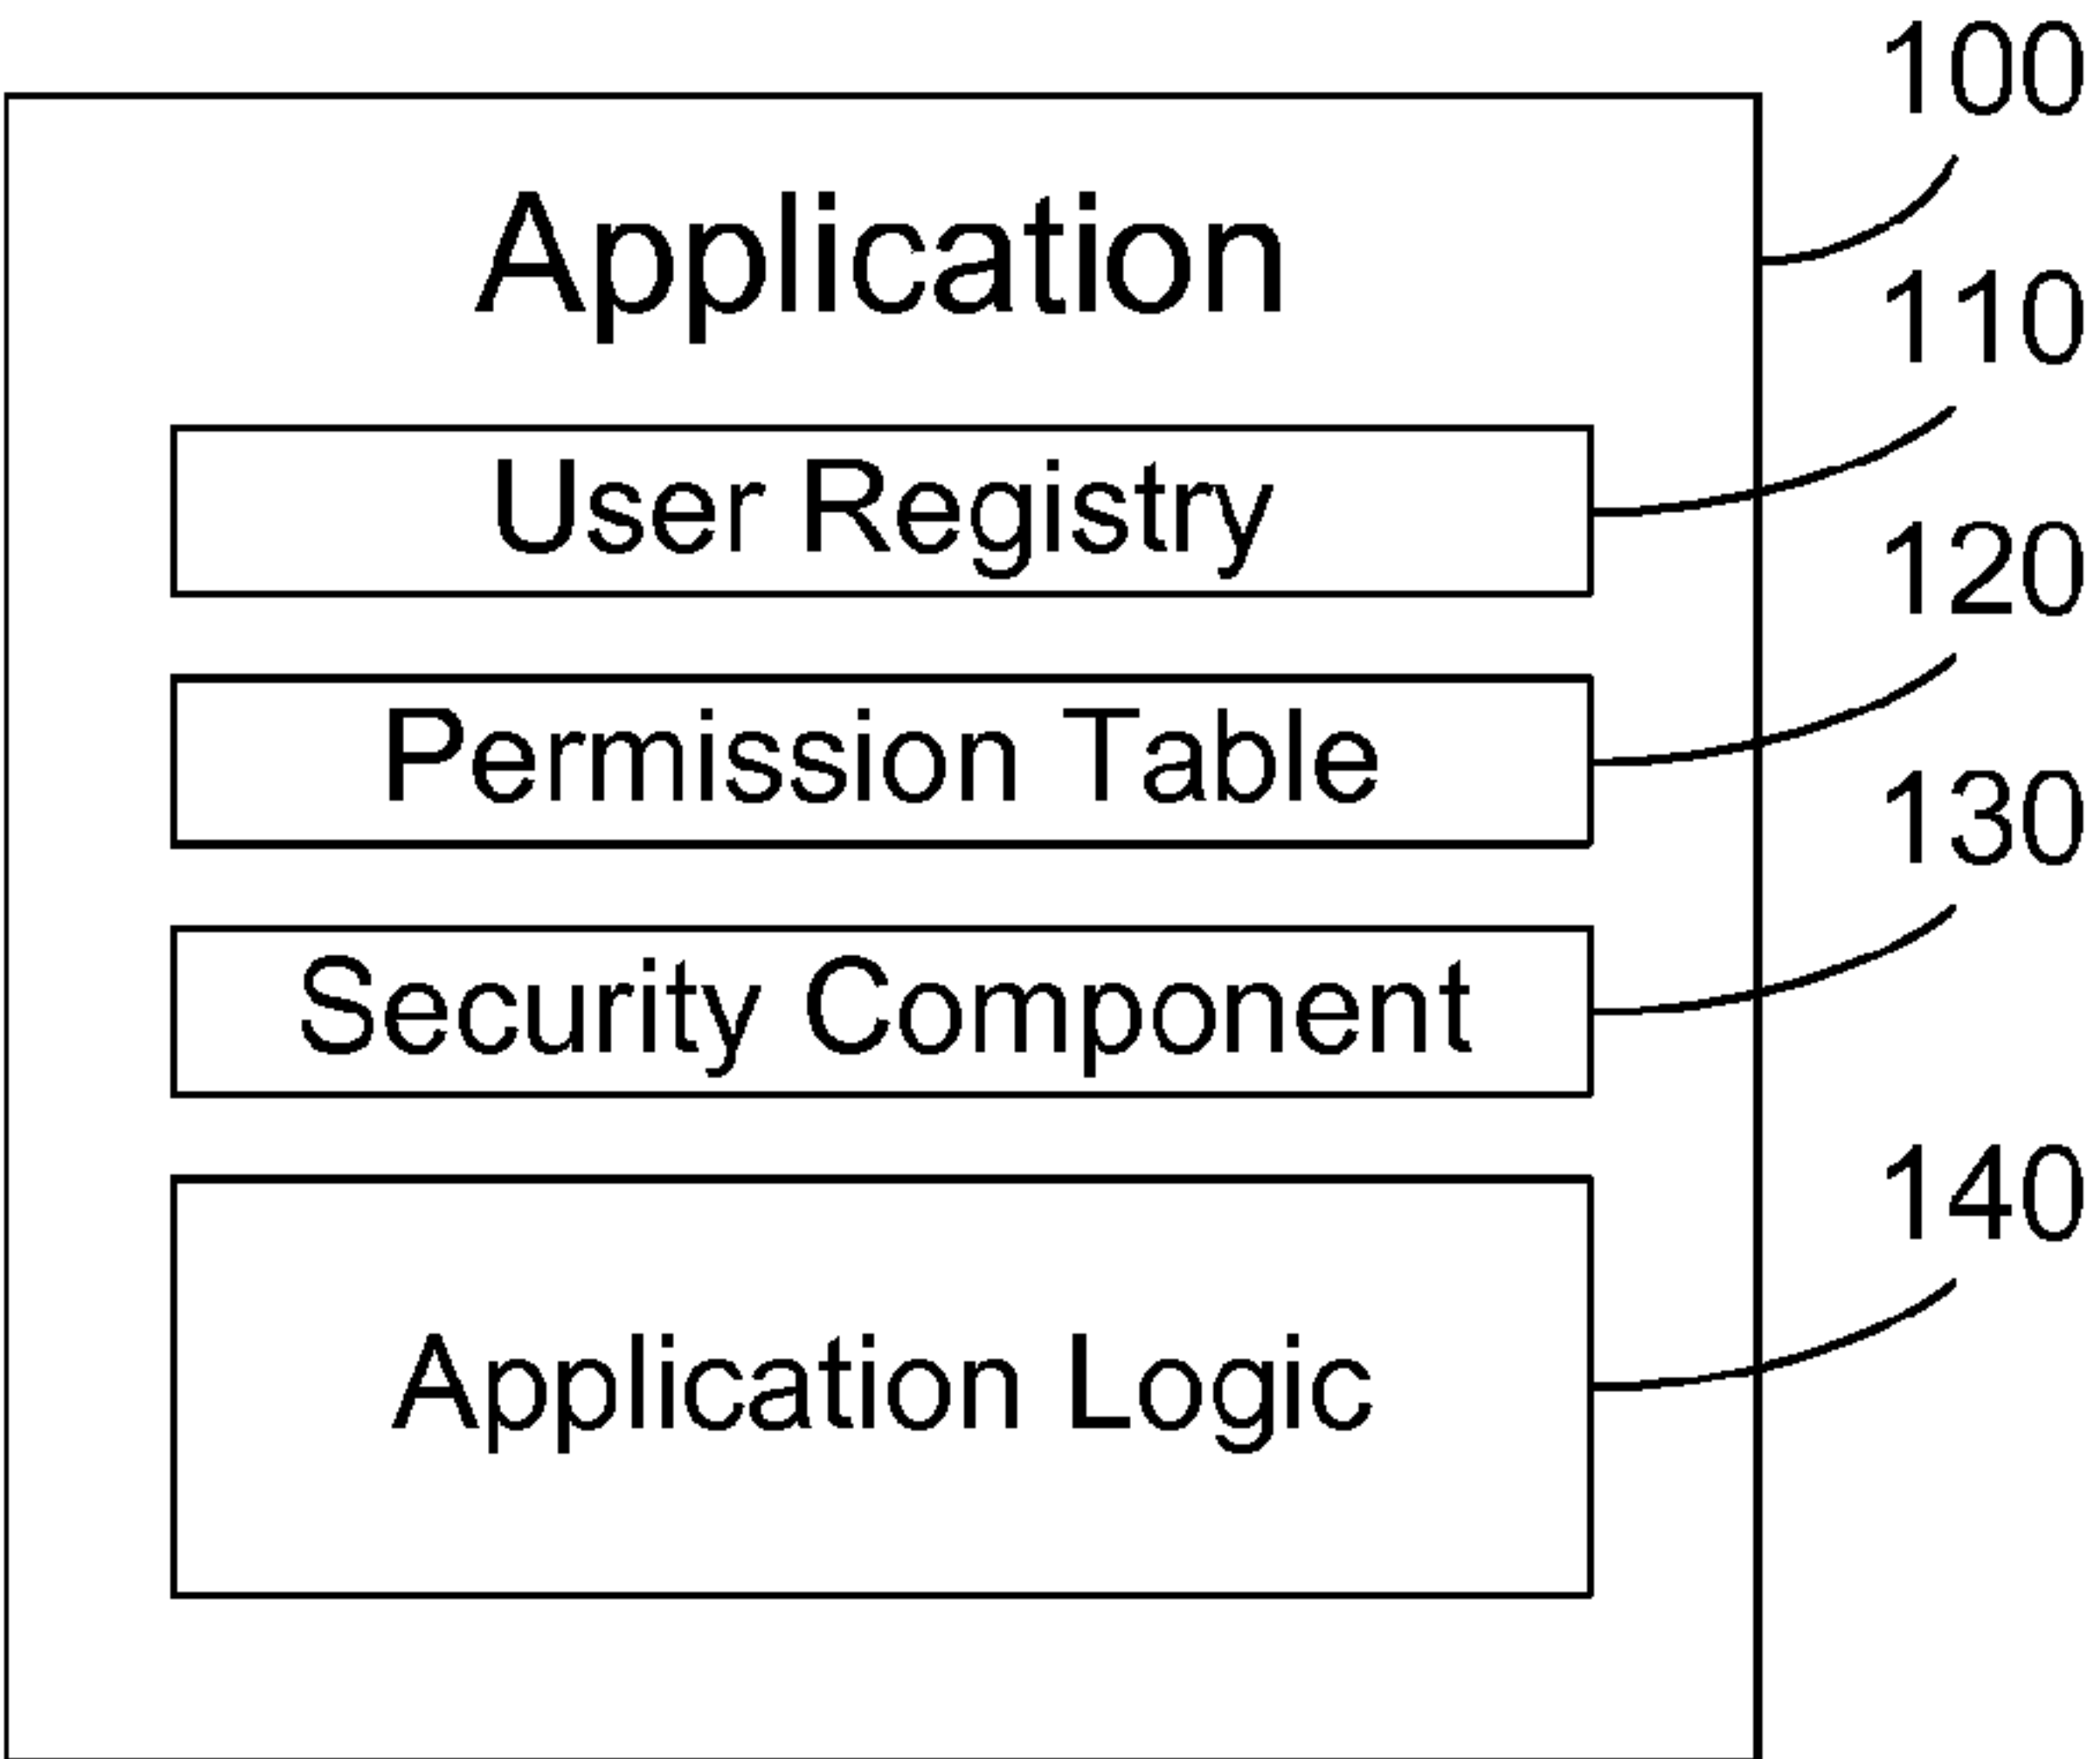 100
Application
110
User Registry
120
Permission Table
130
Security Component
140
Application Logic